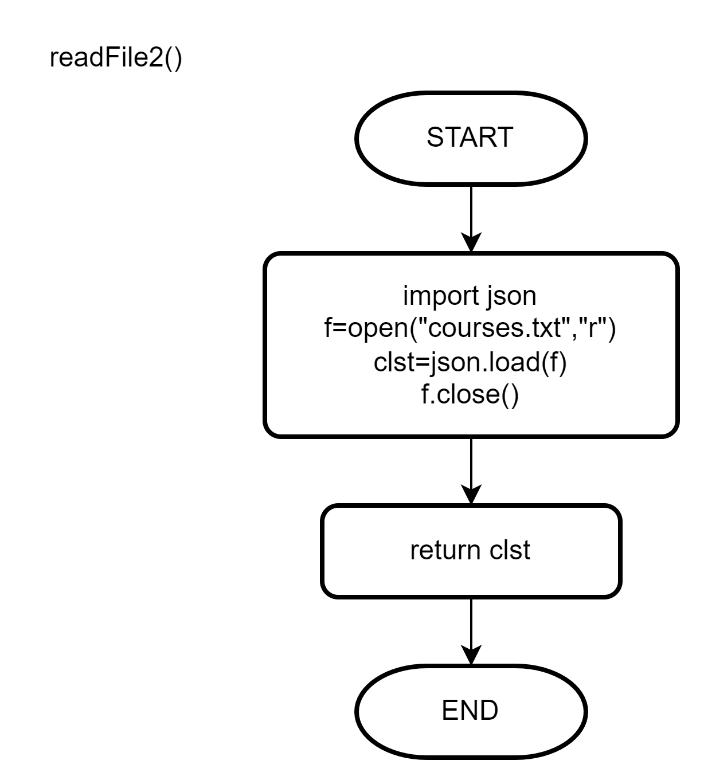 readFile2()
START
import json
f=open("courses.txt","r")
clst=json.load(f)
f.close()
return clst
END